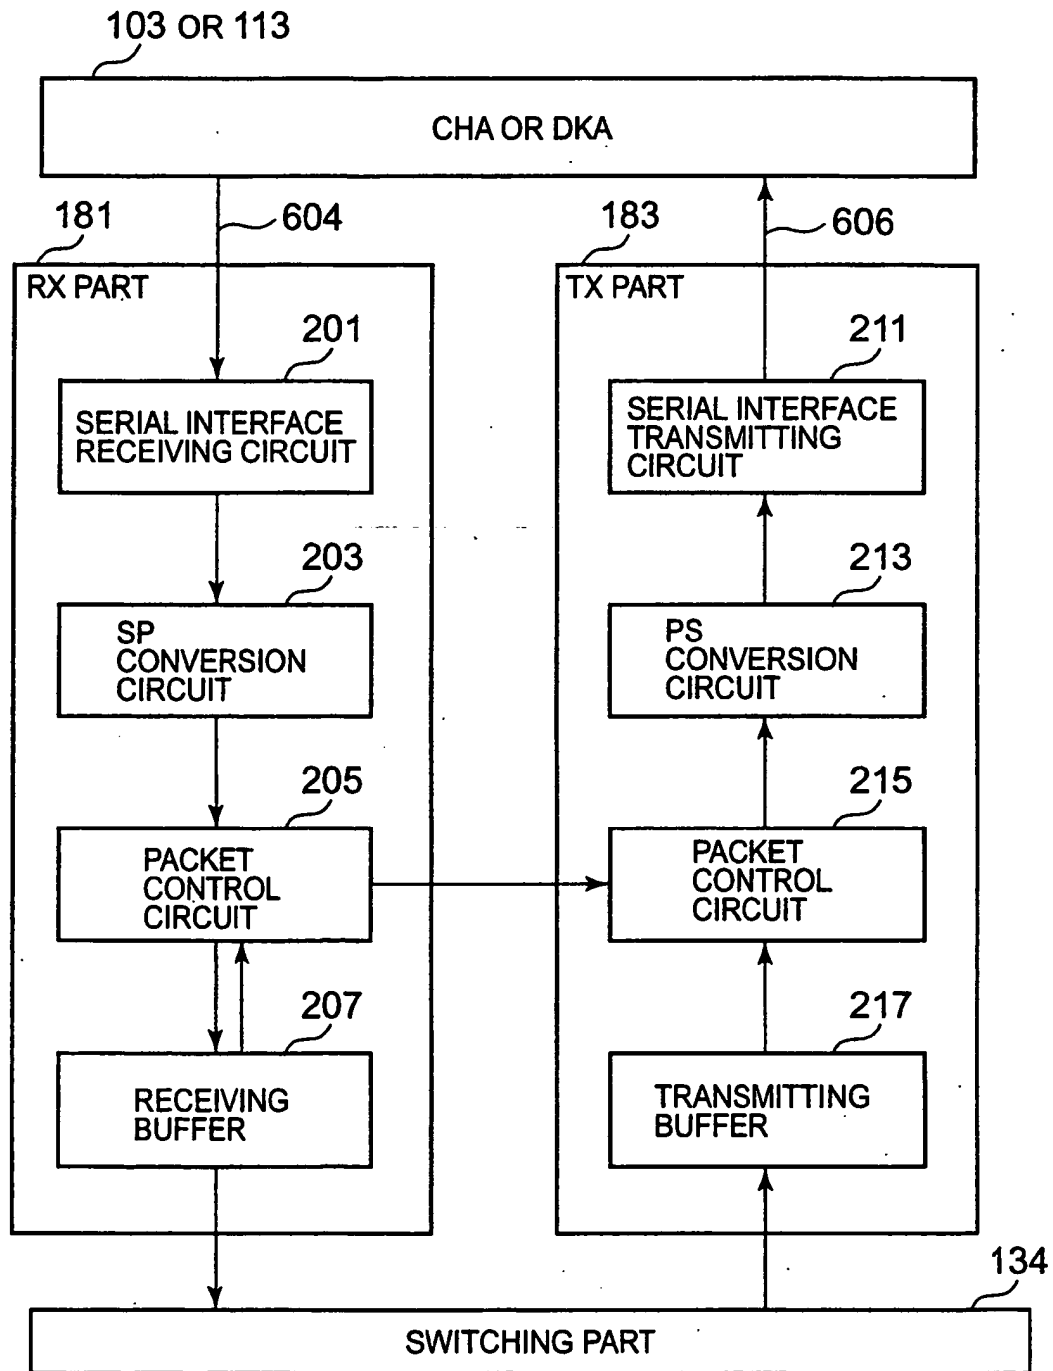 103 OR 113
CHA OR DKA
181
604
183
606
RX PART
TX PART
201
211
SERIAL INTERFACE
RECEIVING CIRCUIT
SERIAL INTERFACE
TRANSMITTING
CIRCUIT
203
213
SP
CONVERSION
CIRCUIT
PS
CONVERSION
CIRCUIT
205
215
PACKET
CONTROL
CIRCUIT
PACKET
CONTROL
CIRCUIT
207
217
RECEIVING
BUFFER
TRANSMITTING
BUFFER
134
SWITCHING PART